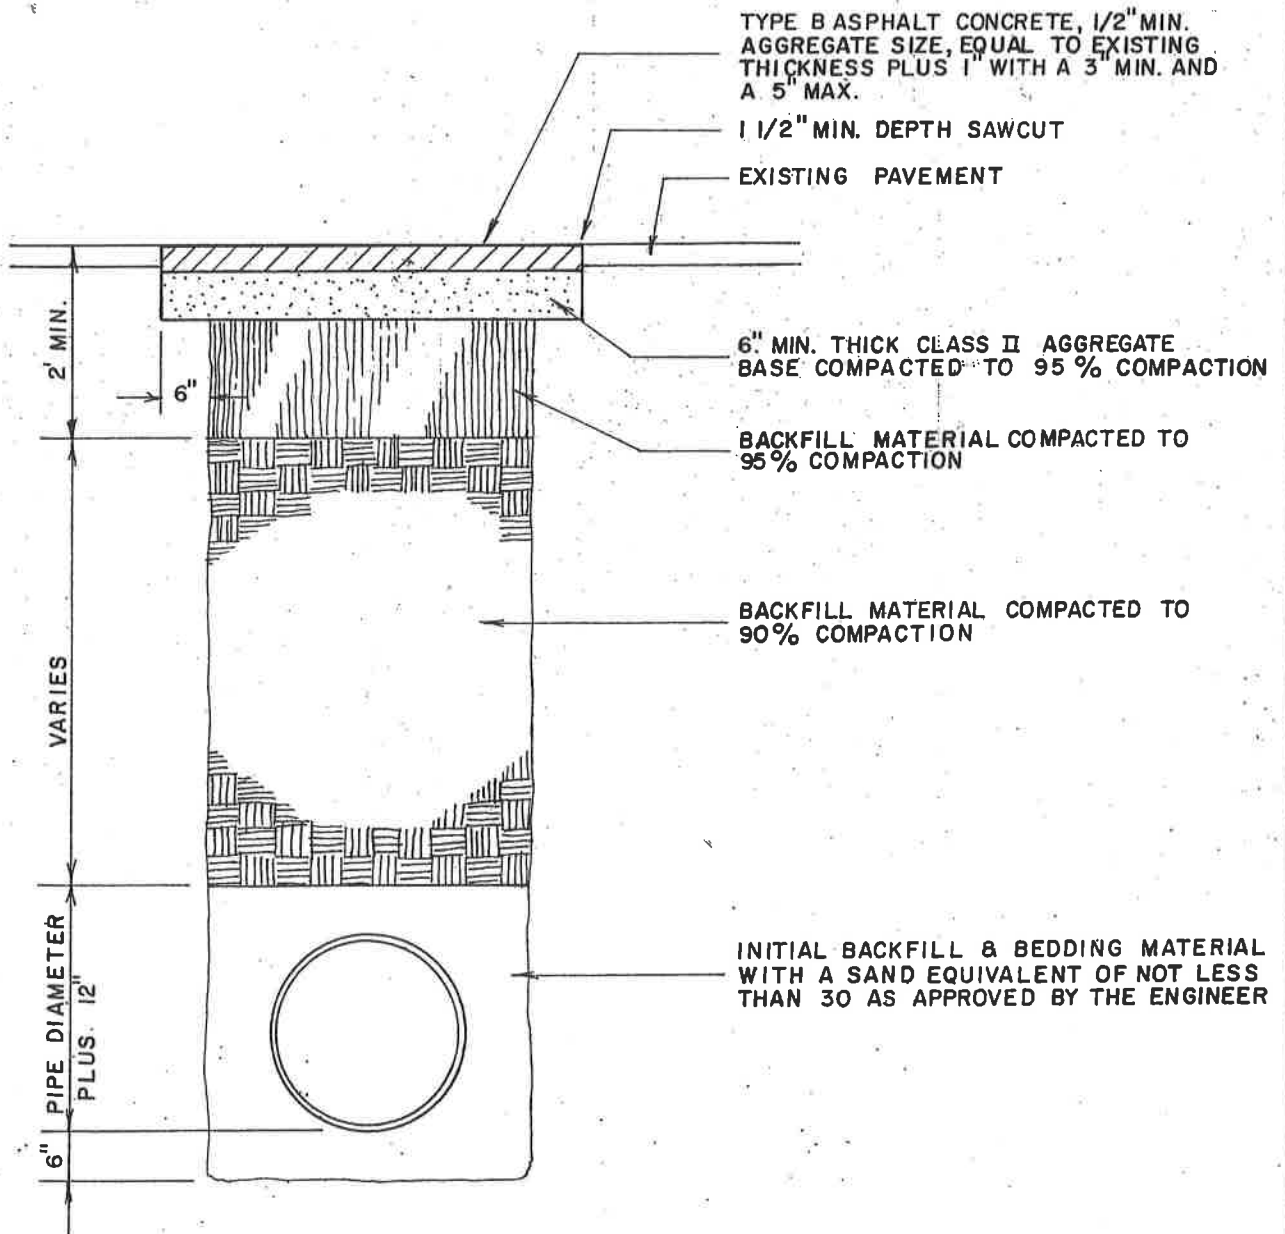 TYPE B ASPHALT CONCRETE, 1/2" MIN.
AGGREGATE SIZE, EQUAL TO EXISTING
THICKNESS PLUS 1" WITH A 3" MIN. AND
A 5" MAX.
1 1/2" MIN. DEPTH SAWCUT
EXISTING PAVEMENT
2' MIN.
6"
6" MIN. THICK CLASS II AGGREGATE
BASE COMPACTED TO 95 % COMPACTION
BACKFILL MATERIAL COMPACTED TO
95% COMPACTION
VARIES
BACKFILL MATERIAL COMPACTED TO
90% COMPACTION
PIPE DIAMETER
PLUS 12"
INITIAL BACKFILL & BEDDING MATERIAL
WITH A SAND EQUIVALENT OF NOT LESS
THAN 30 AS APPROVED BY THE ENGINEER
6"